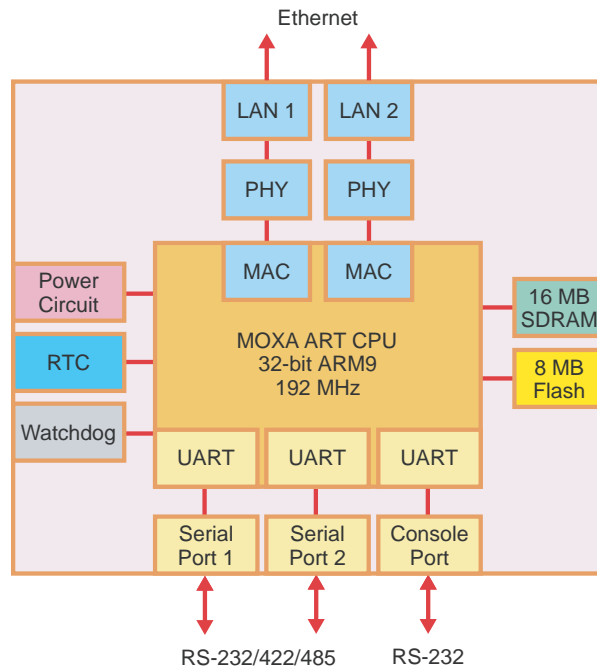 Ethernet
LAN 1
LAN 2
PHY
PHY
MAC
MAC
Power
Circuit
RTC
Watchdog
MOXA ART CPU
32-bit ARM9
192 MHz
16 MB
SDRAM
8 MB
Flash
UART
UART
UART
Serial
Port 1
Serial
Port 2
Console
Port
RS-232/422/485
RS-232